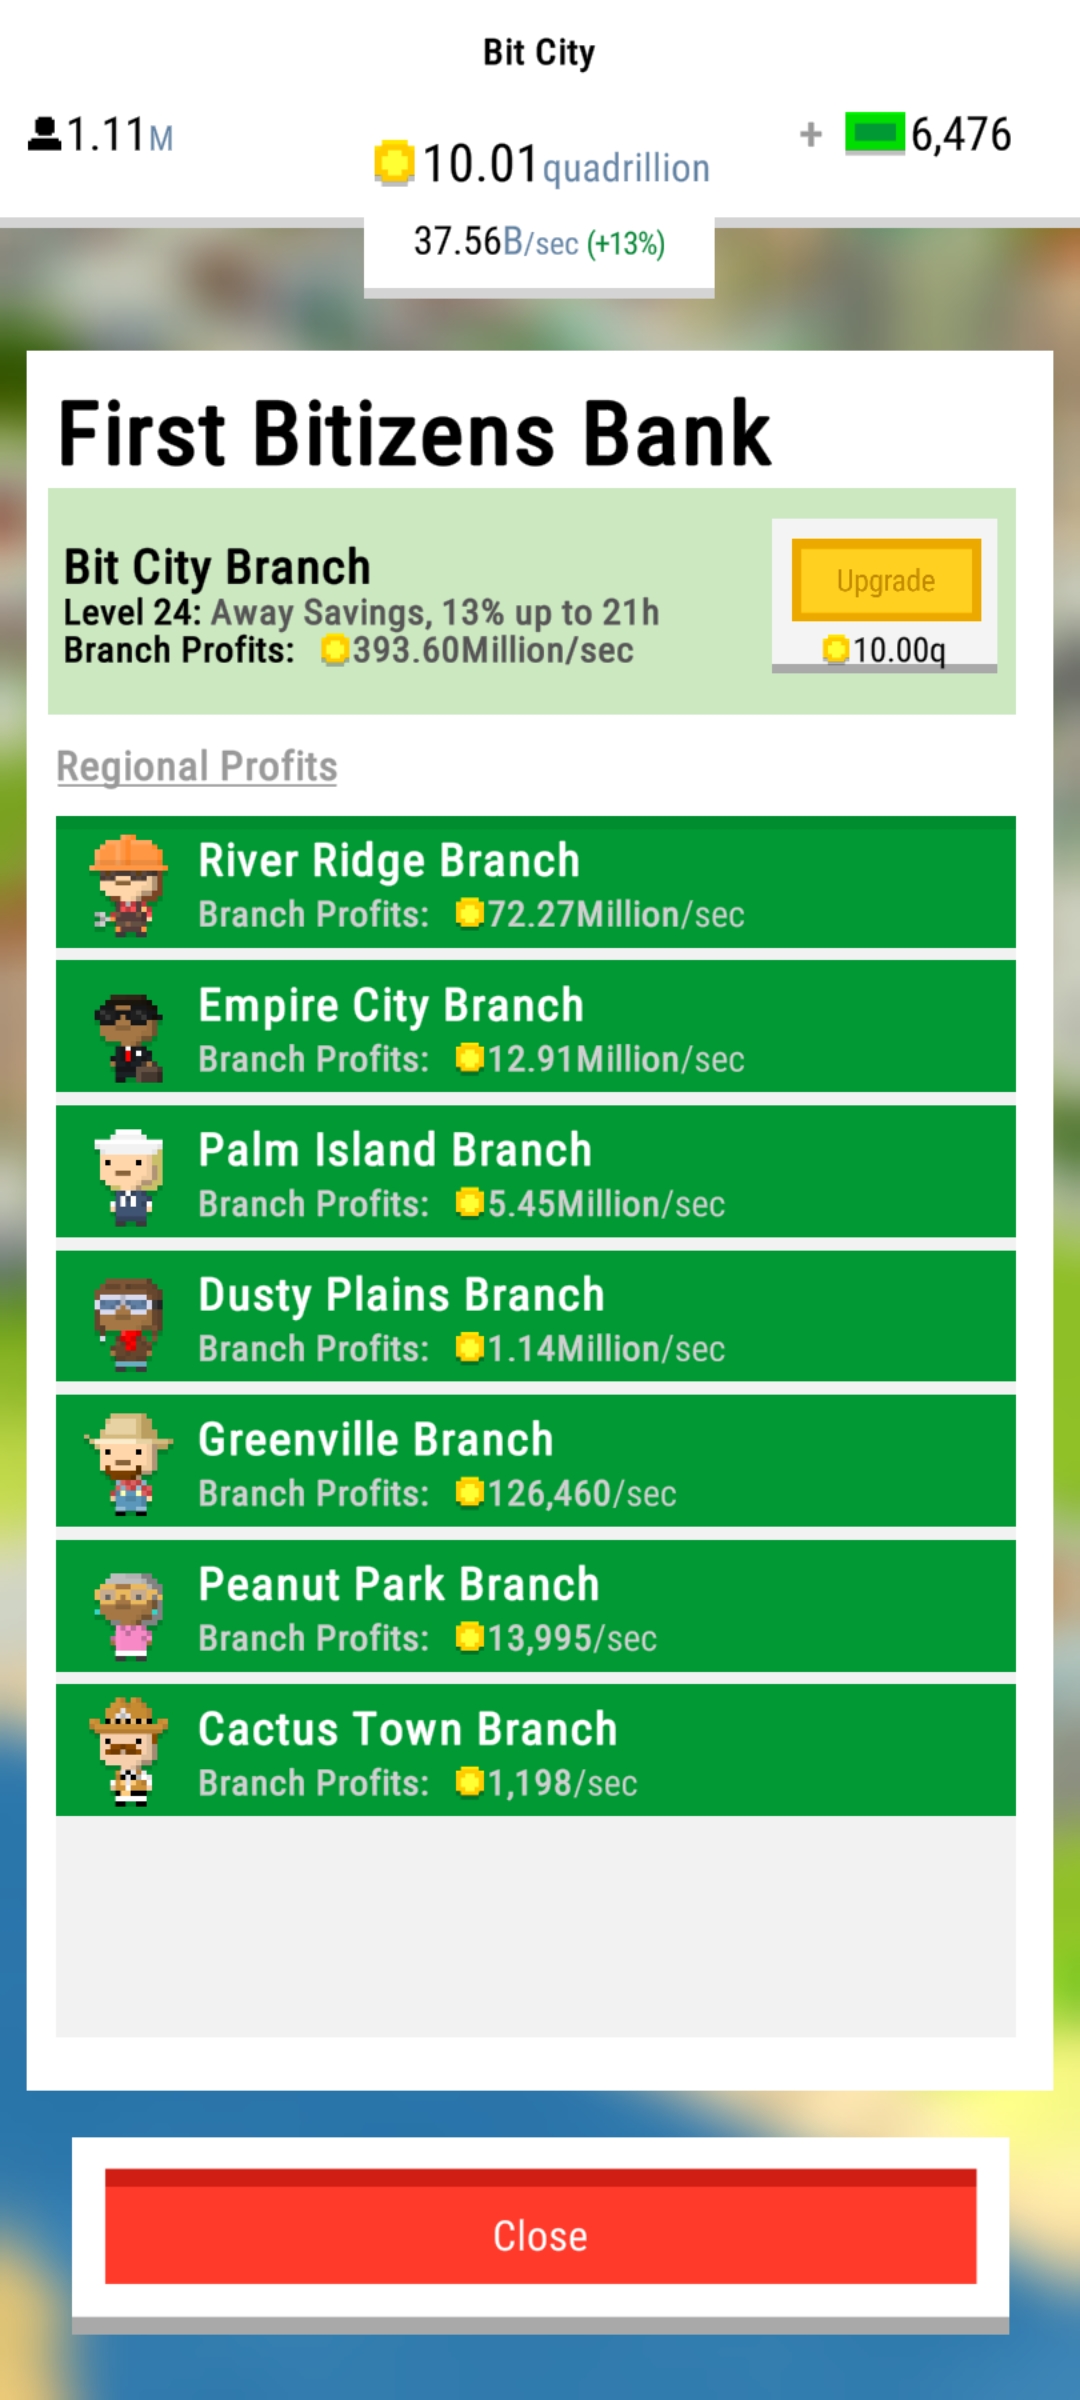 Bit City
1.11M
10.01quadrillion
+ 6,476
37.56B/sec (+13%)
First Bitizens Bank
Bit City Branch
Level 24: Away Savings, 13% up to 21h
Branch Profits: 393.60Million/sec
Upgrade
10.00q
Regional Profits
River Ridge Branch
Branch Profits: 72.27Million/sec
Empire City Branch
Branch Profits: 12.91Million/sec
Palm Island Branch
Branch Profits: 5.45Million/sec
Dusty Plains Branch
Branch Profits: 1.14Million/sec
Greenville Branch
Branch Profits: 126,460/sec
Peanut Park Branch
Branch Profits: 13,995/sec
Cactus Town Branch
Branch Profits: 1,198/sec
Close